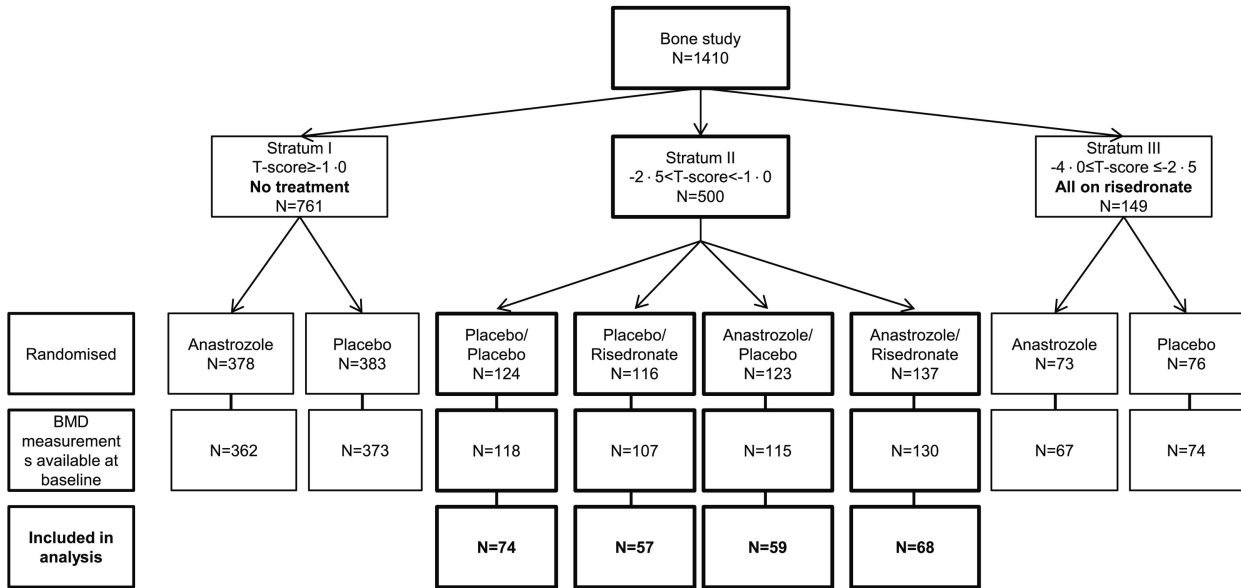 Bone study
N=1410
Stratum I
T-score≥-1·0
No treatment
N=761
Stratum II
-2·5<T-score<-1·0
N=500
Stratum III
-4·0≤T-score ≤-2·5
All on risedronate
N=149
Randomised
Anastrozole
N=378
Placebo
N=383
Placebo/
Placebo
N=124
Placebo/
Risedronate
N=116
Anastrozole/
Placebo
N=123
Anastrozole/
Risedronate
N=137
Anastrozole
N=73
Placebo
N=76
BMD
measurement
s available at
baseline
N=362
N=373
N=118
N=107
N=115
N=130
N=67
N=74
Included in
analysis
N=74
N=57
N=59
N=68